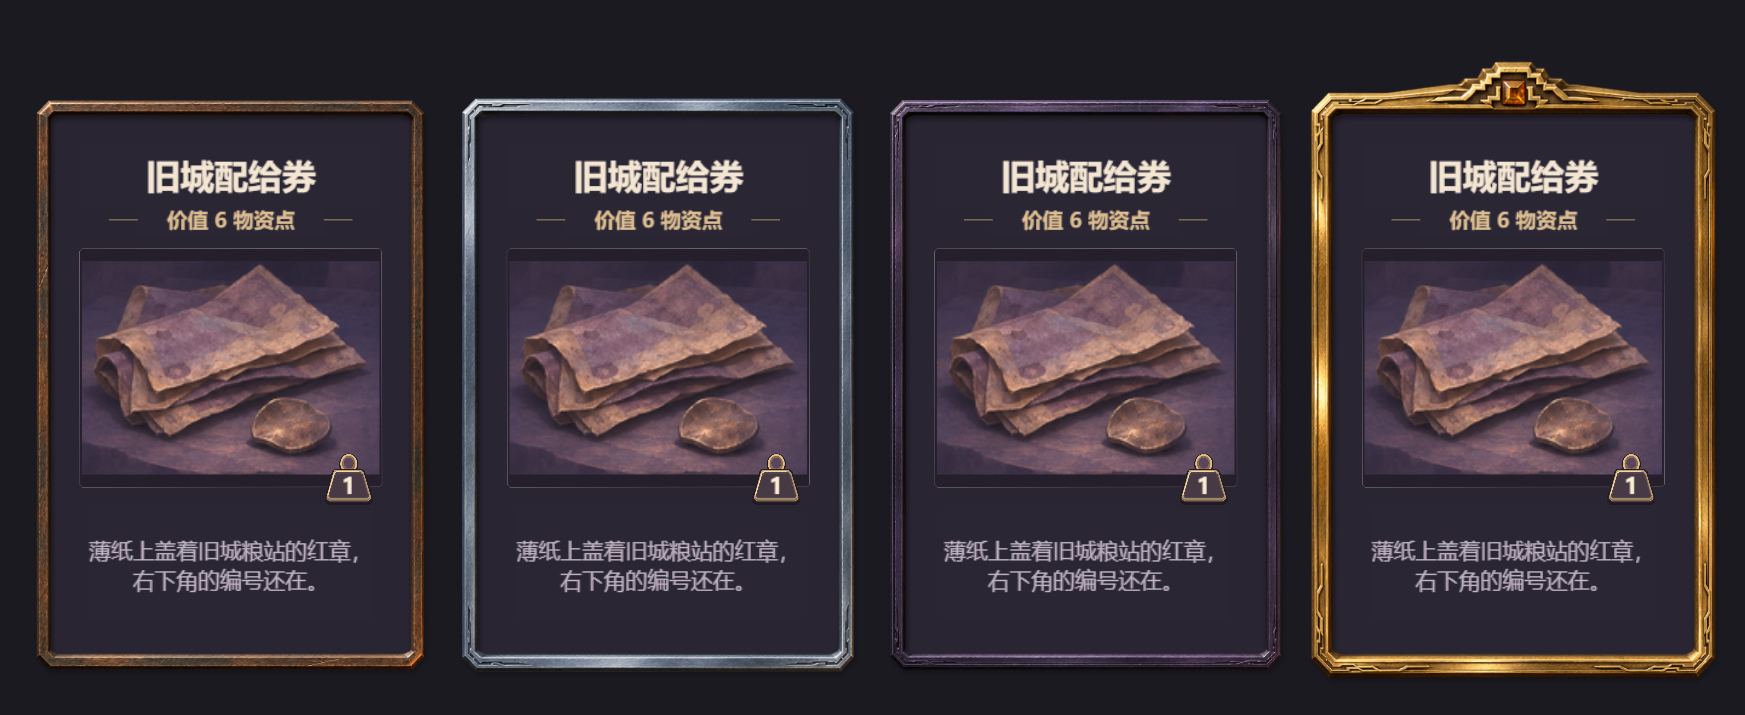 旧城配给券
价值 6 物资点
1
薄纸上盖着旧城粮站的红章，
右下角的编号还在。
旧城配给券
价值 6 物资点
1
薄纸上盖着旧城粮站的红章，
右下角的编号还在。
旧城配给券
价值 6 物资点
1
薄纸上盖着旧城粮站的红章，
右下角的编号还在。
旧城配给券
价值 6 物资点
1
薄纸上盖着旧城粮站的红章，
右下角的编号还在。